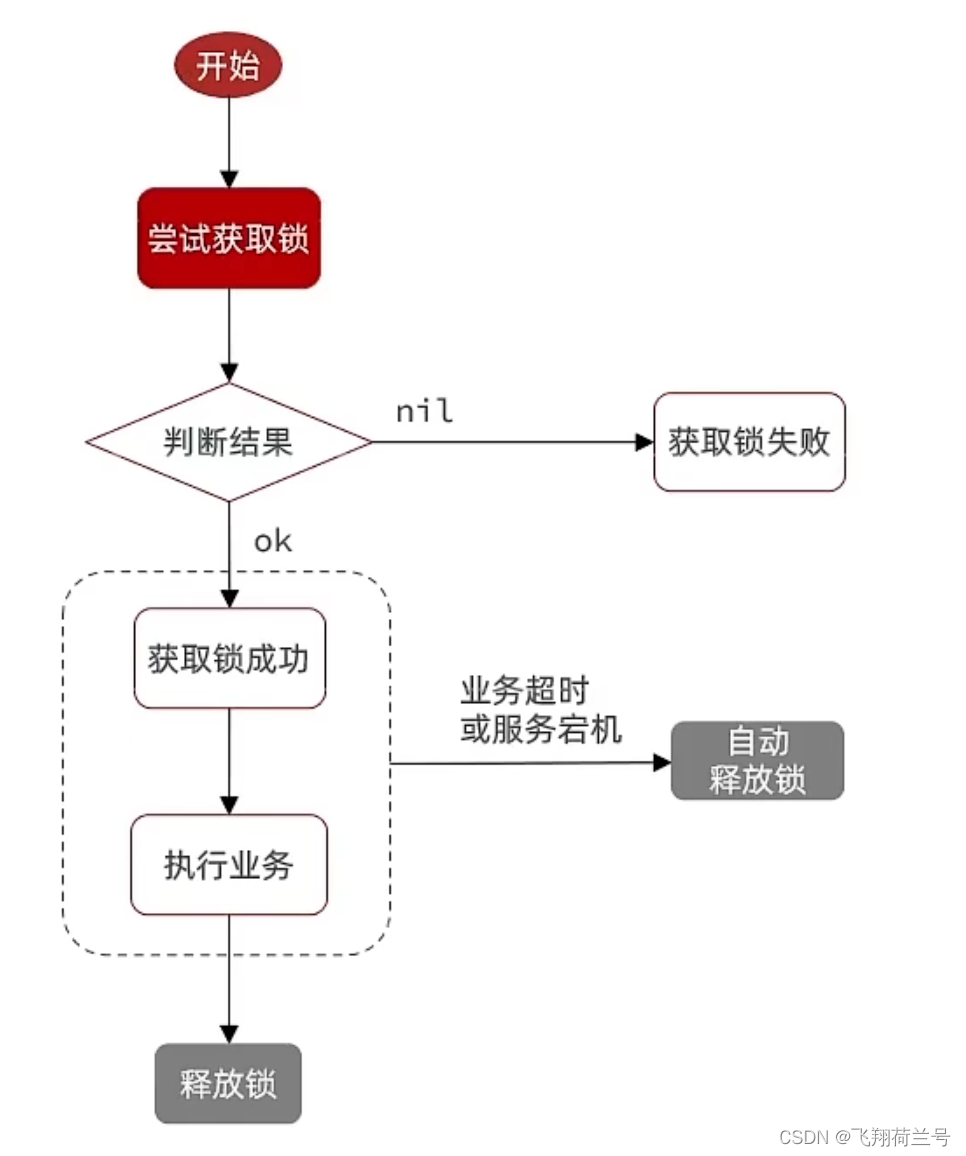 开始
尝试获取锁
判断结果
nil
获取锁失败
ok
获取锁成功
业务超时
或服务宕机
自动
释放锁
执行业务
释放锁
CSDN @飞翔荷兰号